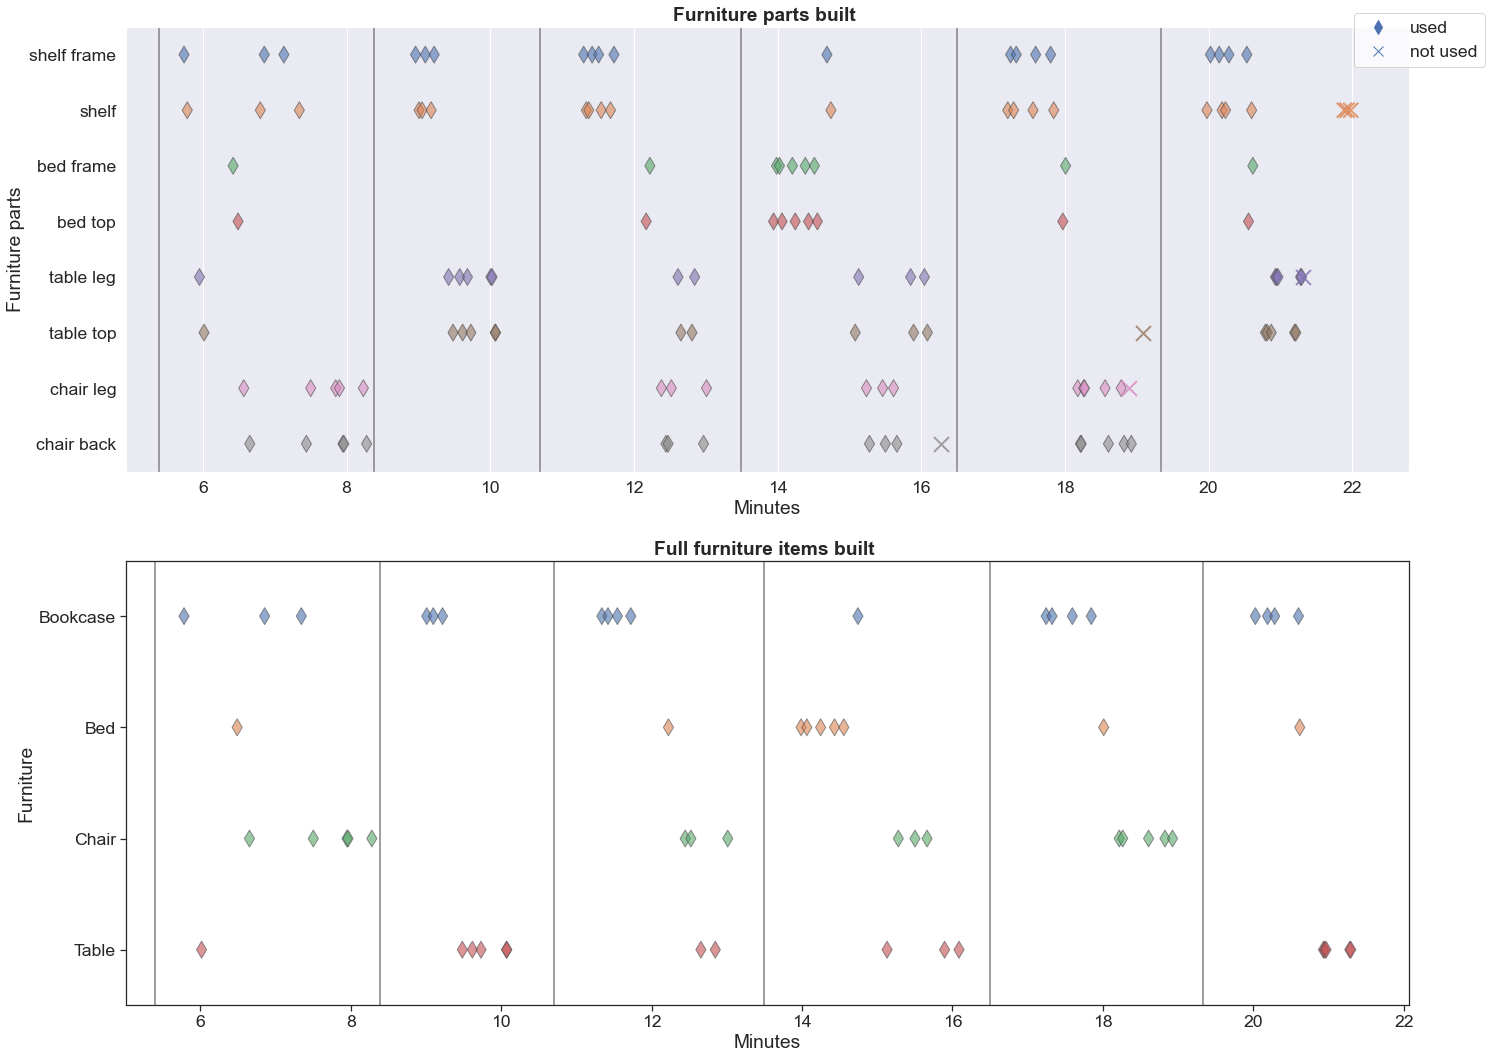 Furniture parts built
used
not used
shelf frame
shelf
bed frame
bed top
table leg
table top
chair leg
chair back
Furniture parts
6 8 10 12 14 16 18 20 22
Minutes
Full furniture items built
Bookcase
Bed
Chair
Table
Furniture
6 8 10 12 14 16 18 20 22
Minutes